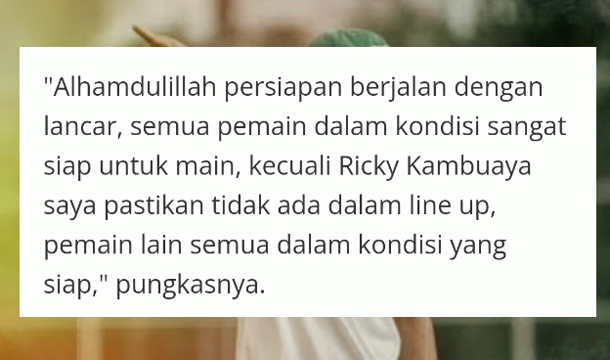 "Alhamdulillah persiapan berjalan dengan
lancar, semua pemain dalam kondisi sangat
siap untuk main, kecuali Ricky Kambuaya
saya pastikan tidak ada dalam line up,
pemain lain semua dalam kondisi yang
siap," pungkasnya.